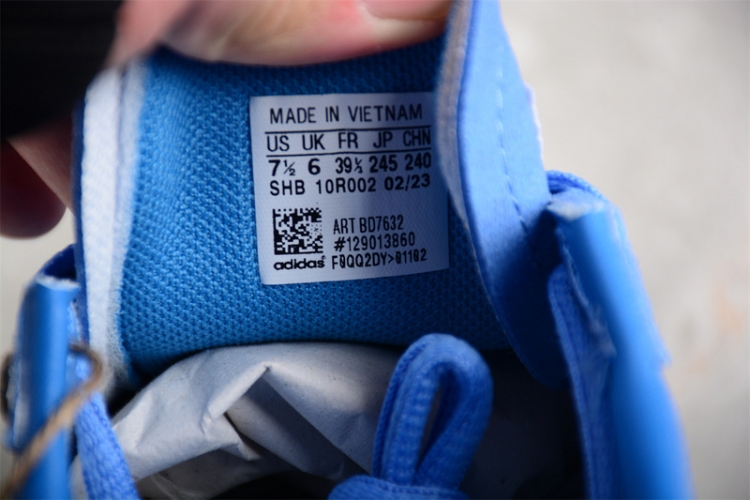 MADE IN VIETNAM
US UK FR JP CHN
7½ 6 39⅓ 245 240
SHB 10R002 02/23
ART BD7632
#129013860
adidas F0QQ2DY>01102